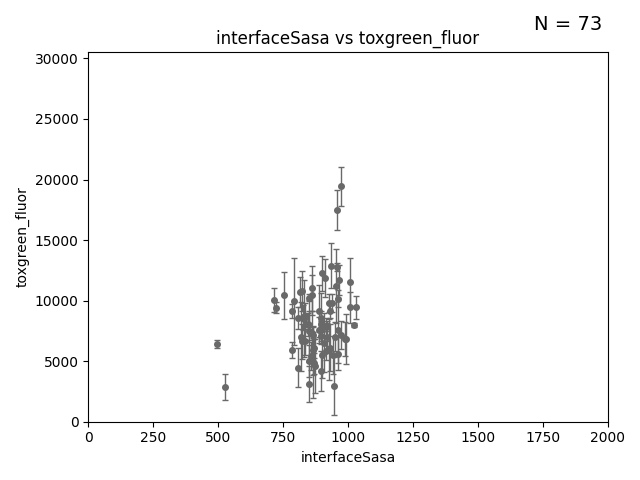 N = 73
interfaceSasa vs toxgreen_fluor
30000
25000
20000
15000
10000
5000
0
toxgreen_fluor
0 250 500 750 1000 1250 1500 1750 2000
interfaceSasa